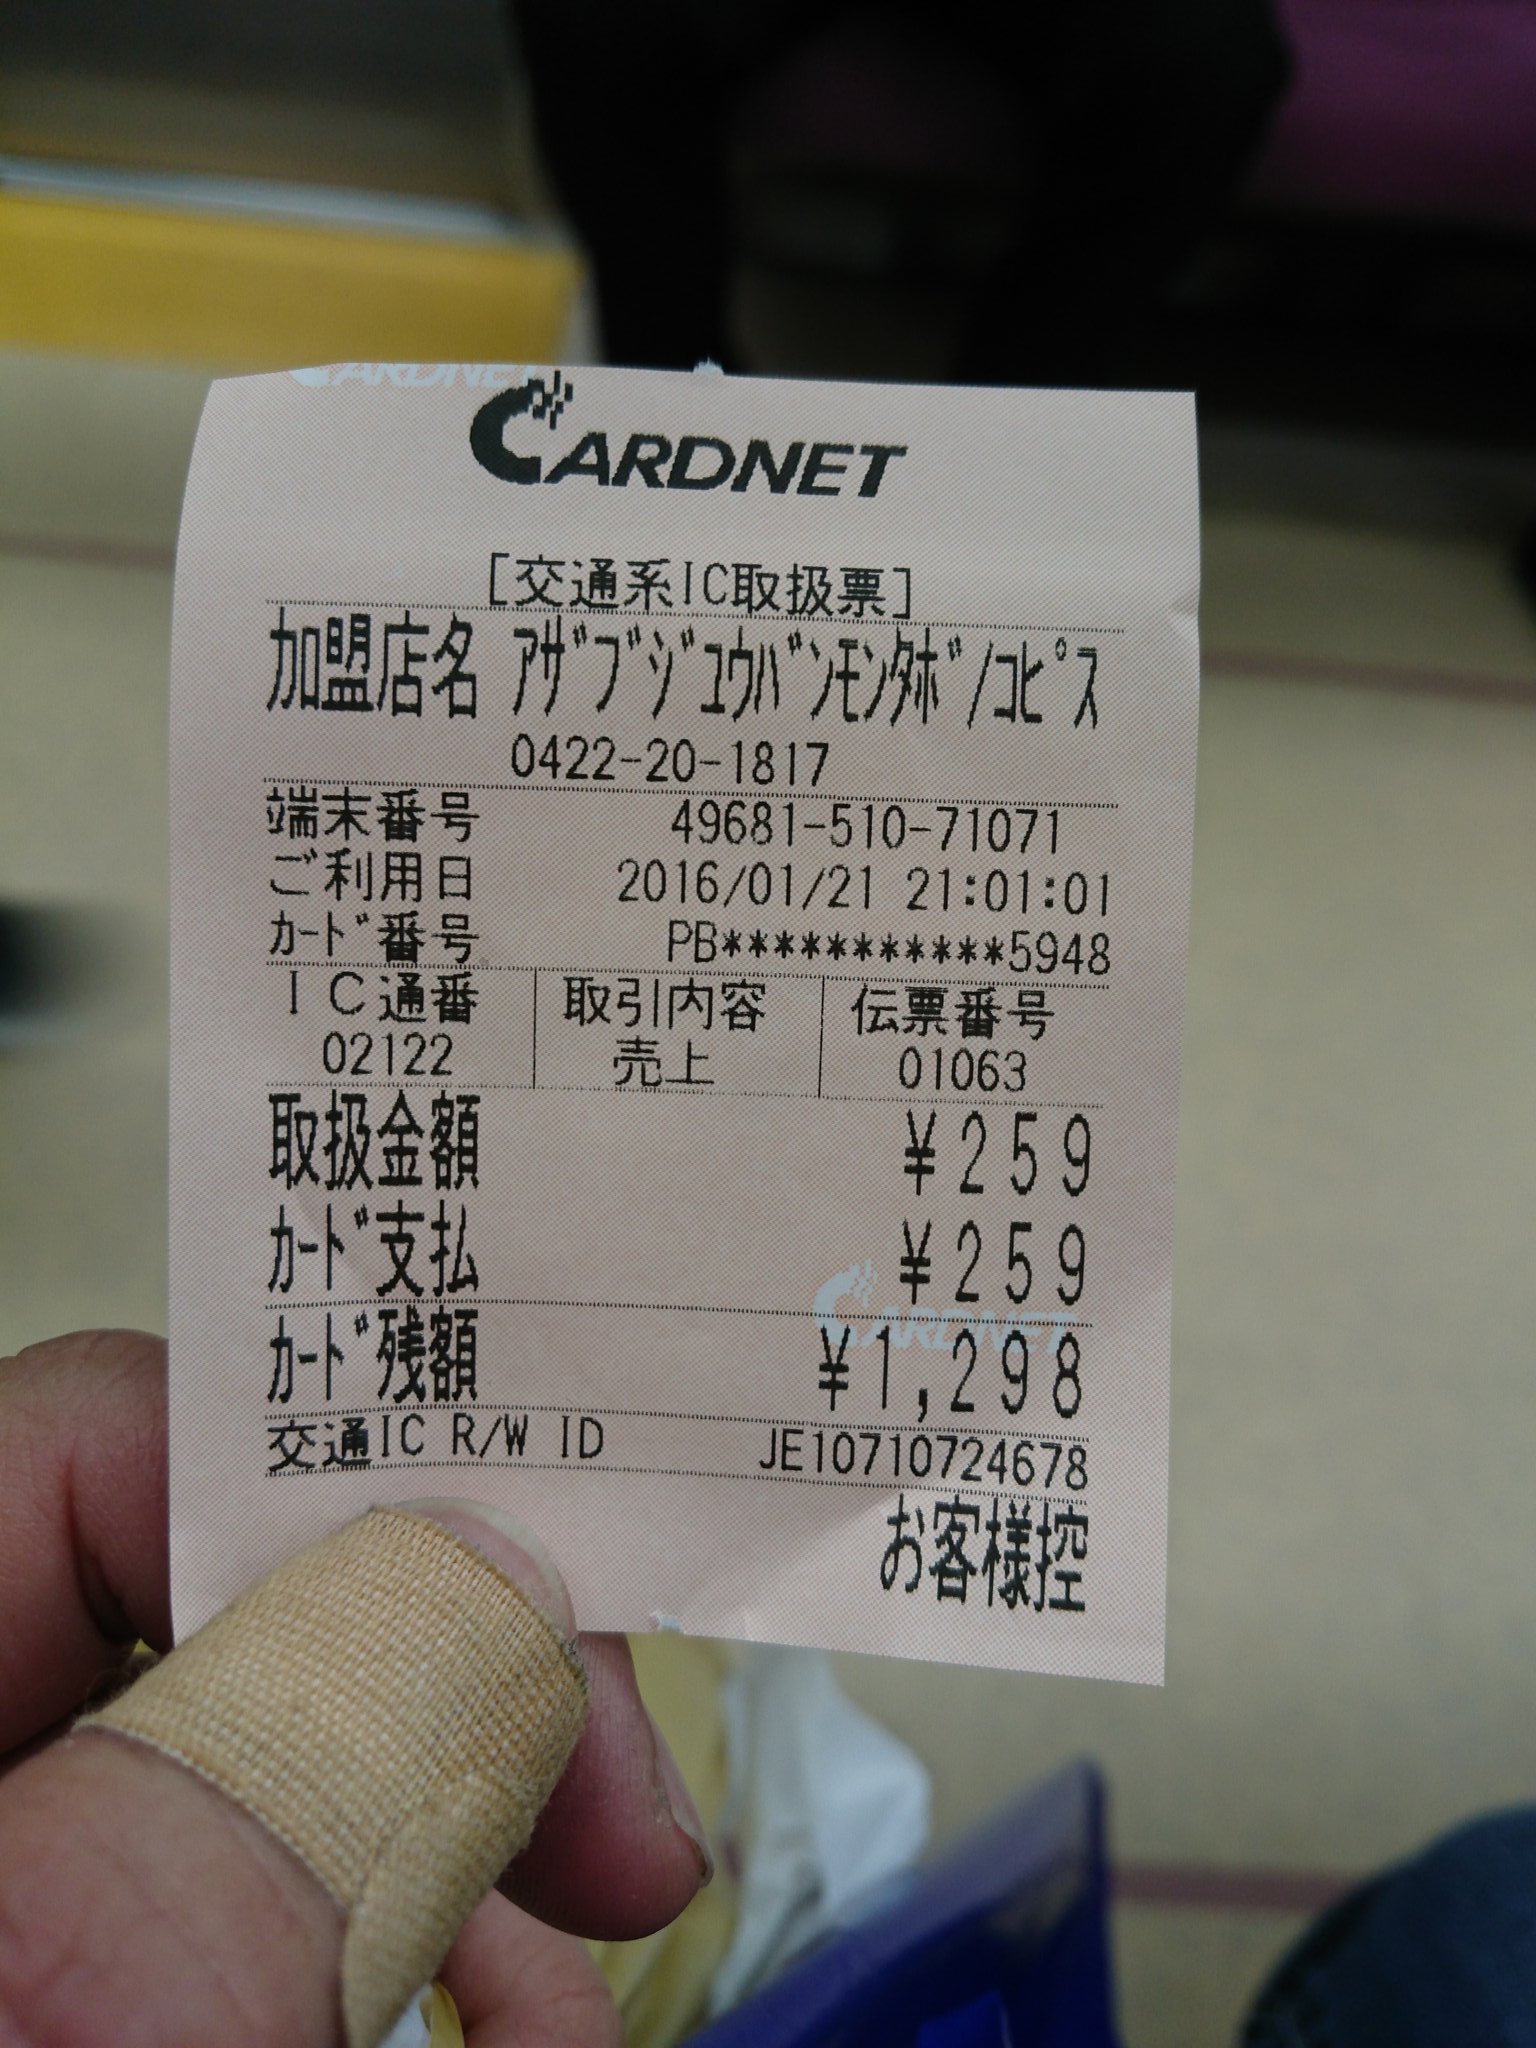 CARDNET
CARDNET
[交通系IC取扱票]
加盟店名 ｱｻﾞﾌﾞｼﾞｭｳﾊﾞﾝﾓﾝﾀﾎﾞ/ｺﾋﾟｽ
0422-20-1817
端末番号 49681-510-71071
ご利用日 2016/01/21 21:01:01
ｶｰﾄﾞ番号 PB***********5948
ＩＣ通番 取引内容 伝票番号
02122 売上 01063
取扱金額 ¥259
ｶｰﾄﾞ支払 ¥259
CARDNET
ｶｰﾄﾞ残額 ¥1,298
交通IC R/W ID JE10710724678
お客様控